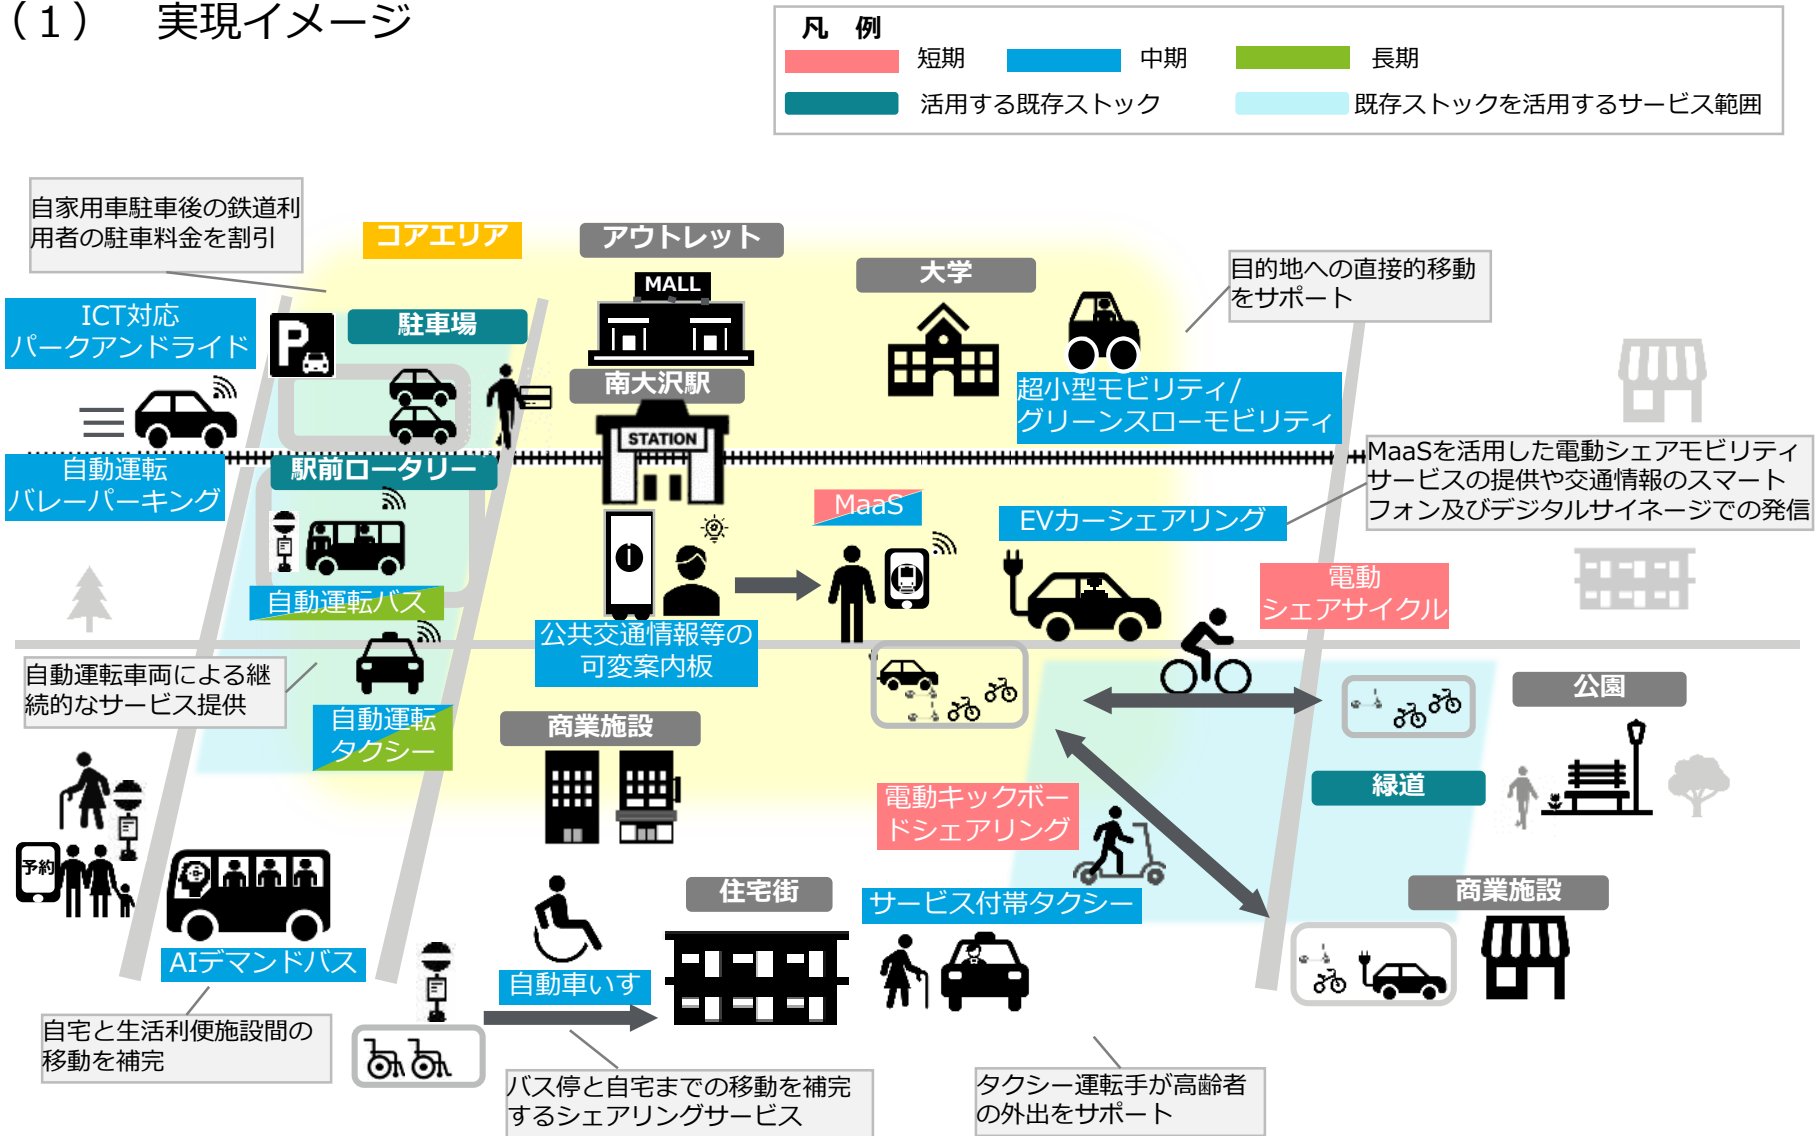 （１）　実現イメージ
凡　例
短期
中期
長期
活用する既存ストック
既存ストックを活用するサービス範囲
自家用車駐車後の鉄道利
用者の駐車料金を割引
コアエリア
アウトレット
MALL
大学
目的地への直接的移動
をサポート
ICT対応
パークアンドライド
P
駐車場
南大沢駅
STATION
超小型モビリティ/
グリーンスローモビリティ
自動運転
バレーパーキング
駅前ロータリー
MaaSを活用した電動シェアモビリティ
サービスの提供や交通情報のスマート
フォン及びデジタルサイネージでの発信
MaaS
EVカーシェアリング
電動
シェアサイクル
自動運転バス
公共交通情報等の
可変案内板
自動運転車両による継
続的なサービス提供
自動運転
タクシー
商業施設
公園
緑道
電動キックボー
ドシェアリング
予約
住宅街
サービス付帯タクシー
商業施設
AIデマンドバス
自動車いす
自宅と生活利便施設間の
移動を補完
バス停と自宅までの移動を補完
するシェアリングサービス
タクシー運転手が高齢者
の外出をサポート